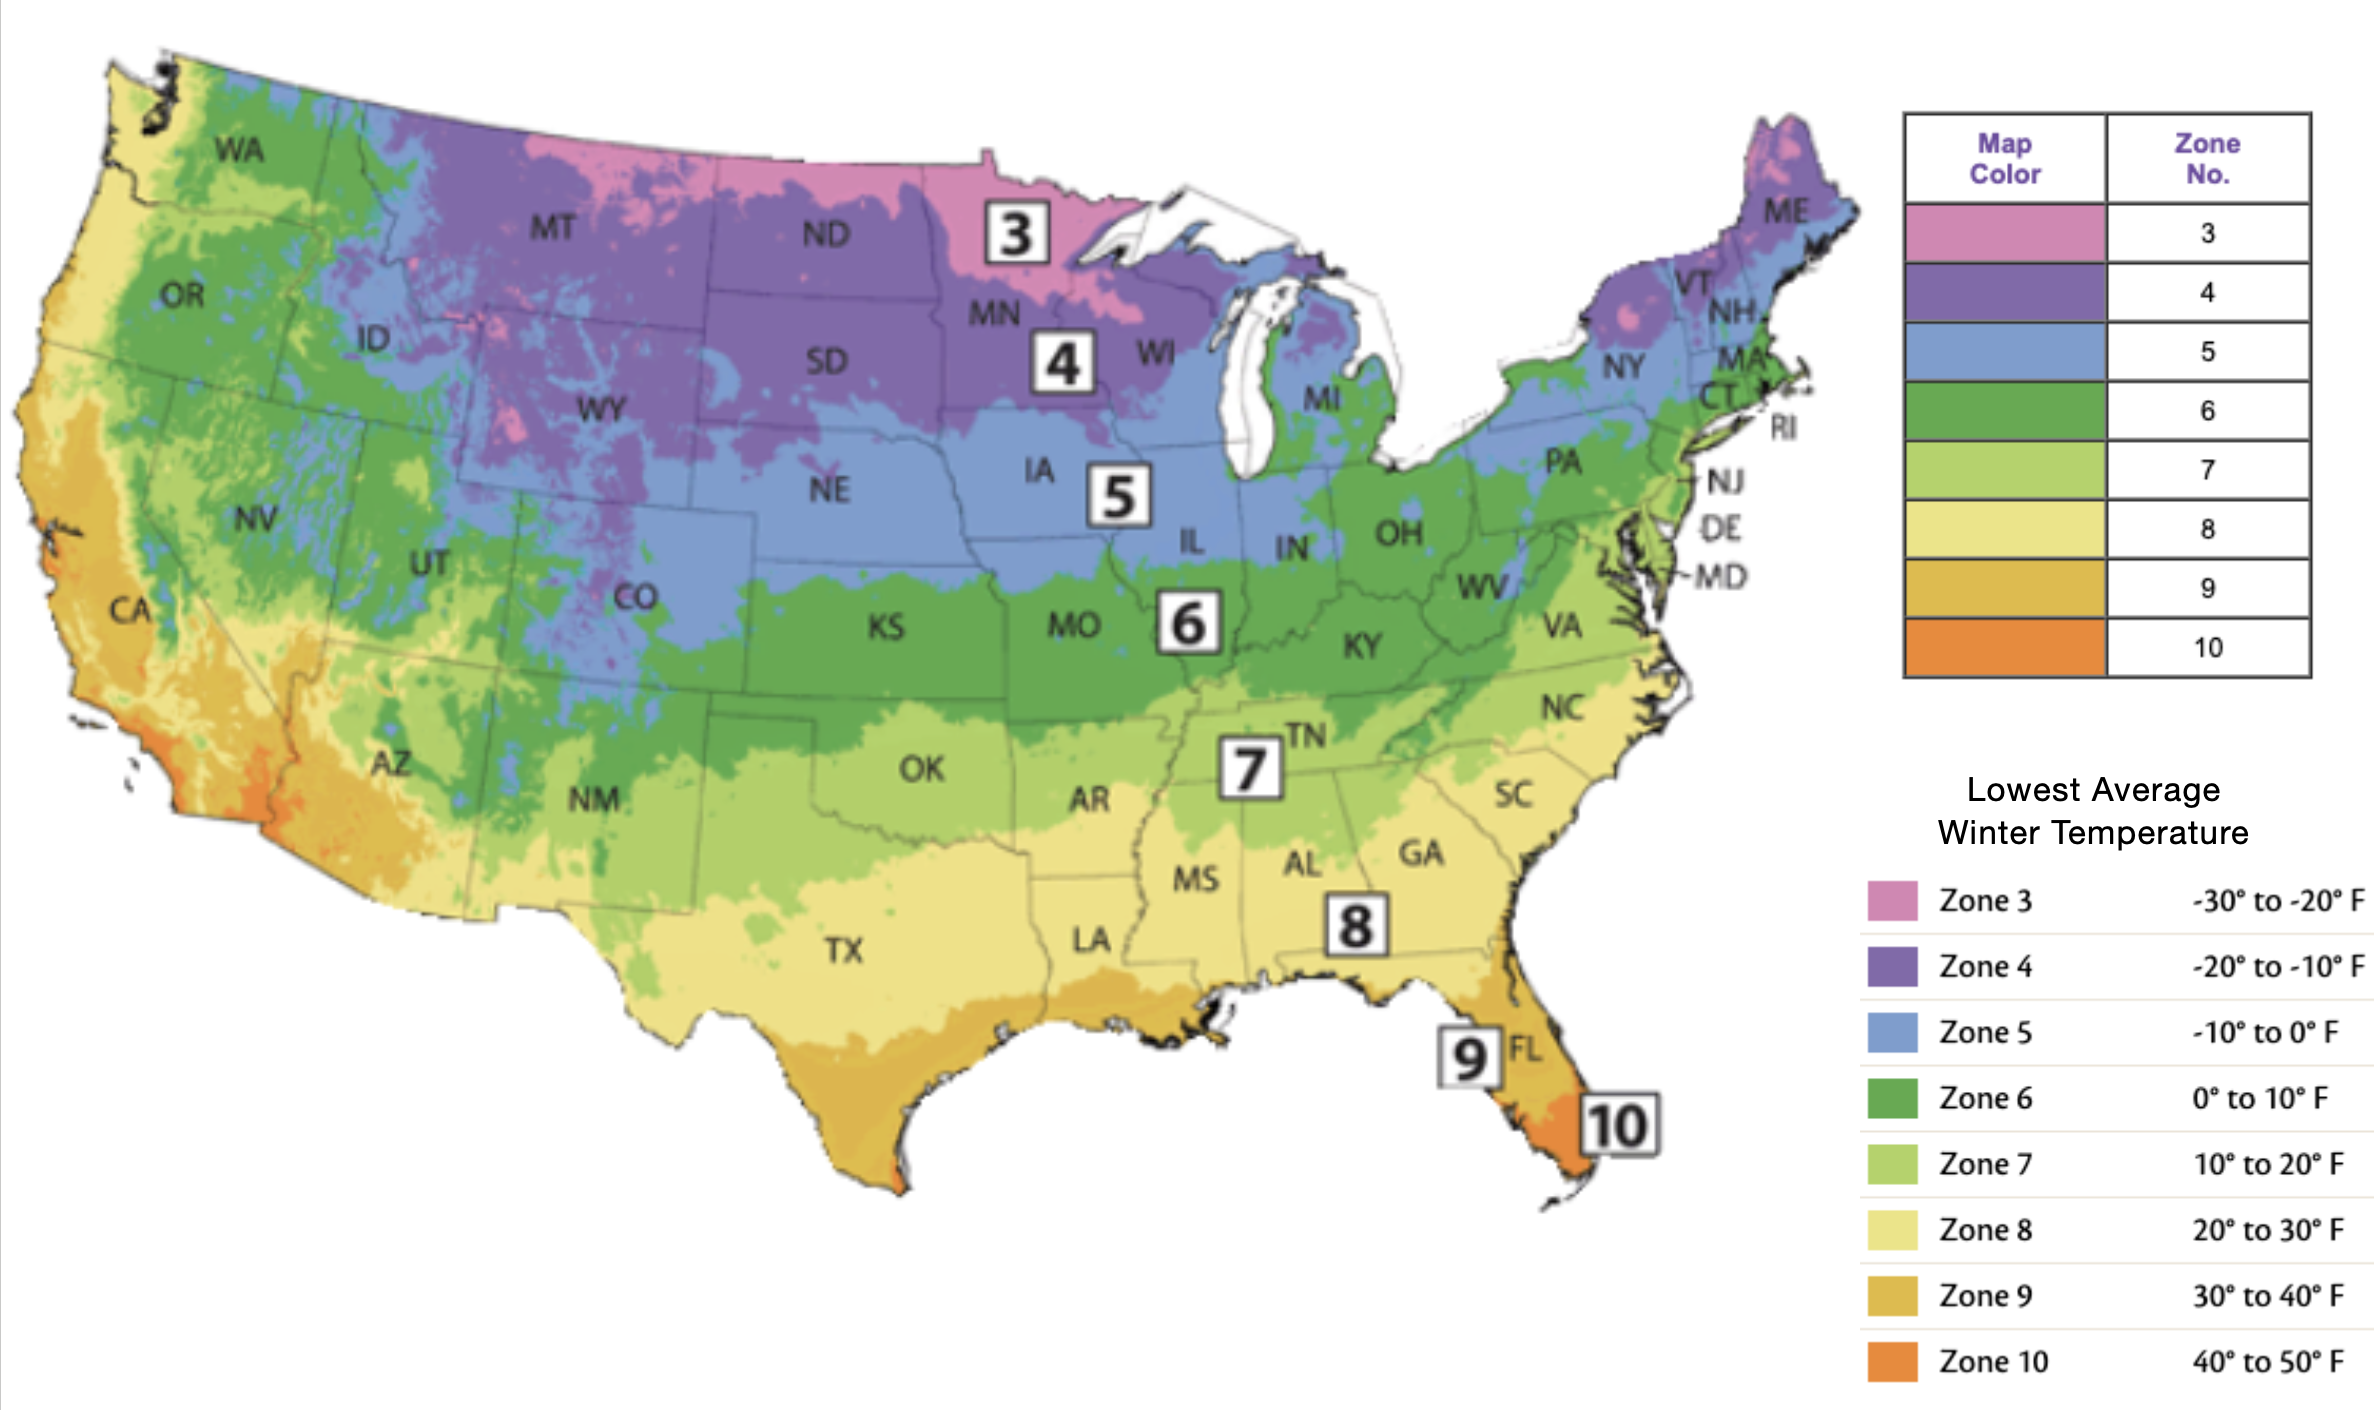 WA
MT
ND
3
ME
OR
ID
MN
VT
NH
SD
4
WI
NY
MA
WY
MI
CT
RI
NE
IA
5
PA
NJ
NV
UT
IL
IN
OH
DE
CO
WV
MD
CA
KS
MO
6
KY
VA
NC
AZ
NM
OK
AR
7
TN
SC
TX
LA
MS
AL
GA
8
9
FL
10
Map Zone
Color No.
3
4
5
6
7
8
9
10
Lowest Average
Winter Temperature
Zone 3 -30° to -20° F
Zone 4 -20° to -10° F
Zone 5 -10° to 0° F
Zone 6 0° to 10° F
Zone 7 10° to 20° F
Zone 8 20° to 30° F
Zone 9 30° to 40° F
Zone 10 40° to 50° F